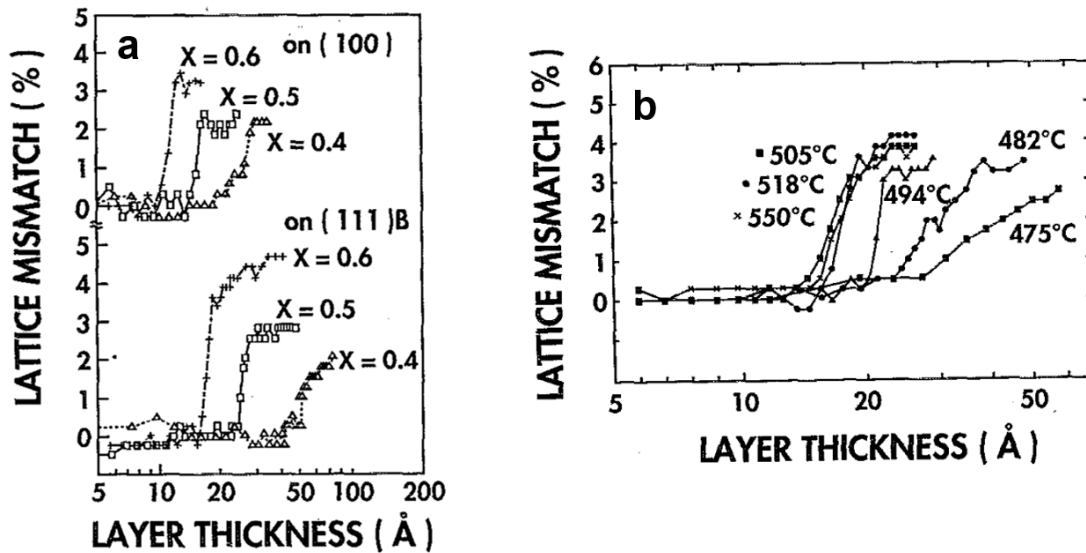 a
on (100)
X = 0.6
X = 0.5
X = 0.4
on (111)B
X = 0.6
X = 0.5
X = 0.4
LATTICE MISMATCH (%)
5
4
3
2
1
0
5
4
3
2
1
0
5 10 20 50 100 200
LAYER THICKNESS (Å)
b
505°C
518°C
550°C
494°C
482°C
475°C
LATTICE MISMATCH (%)
6
5
4
3
2
1
0
5 10 20 50
LAYER THICKNESS (Å)